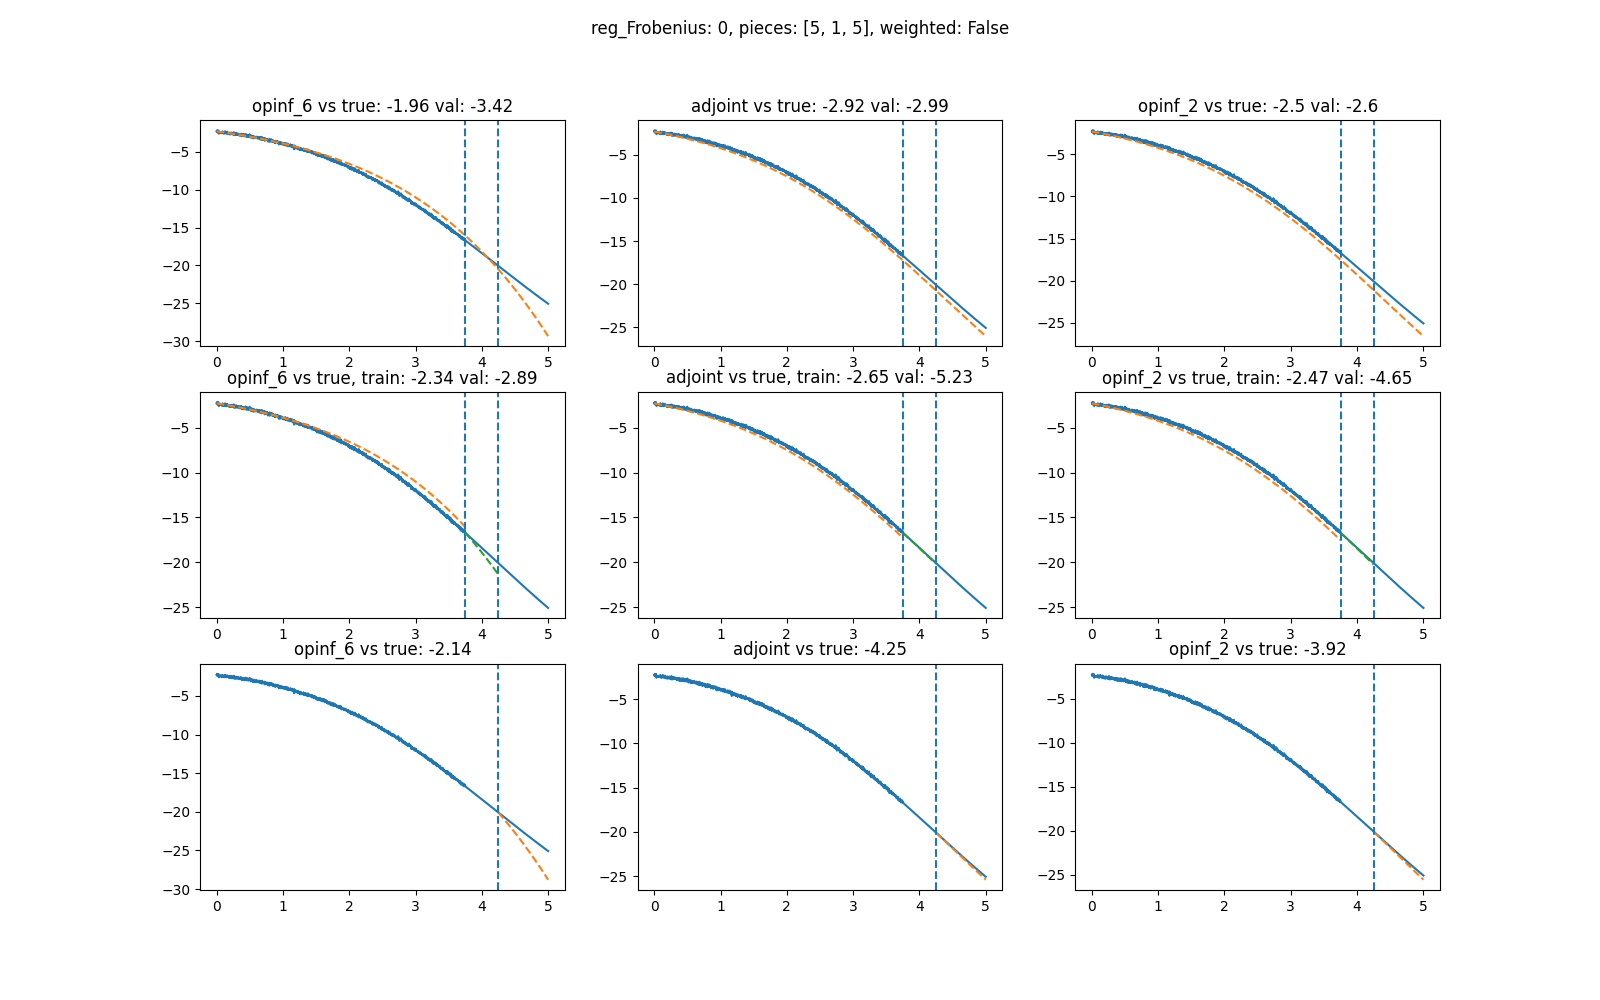 reg_Frobenius: 0, pieces: [5, 1, 5], weighted: False
opinf_6 vs true: -1.96 val: -3.42
adjoint vs true: -2.92 val: -2.99
opinf_2 vs true: -2.5 val: -2.6
−5
−10
−15
−20
−25
−30
0 1 2 3 4 5
−5
−10
−15
−20
−25
0 1 2 3 4 5
−5
−10
−15
−20
−25
0 1 2 3 4 5
opinf_6 vs true, train: -2.34 val: -2.89
adjoint vs true, train: -2.65 val: -5.23
opinf_2 vs true, train: -2.47 val: -4.65
−5
−10
−15
−20
−25
0 1 2 3 4 5
−5
−10
−15
−20
−25
0 1 2 3 4 5
−5
−10
−15
−20
−25
0 1 2 3 4 5
opinf_6 vs true: -2.14
adjoint vs true: -4.25
opinf_2 vs true: -3.92
−5
−10
−15
−20
−25
−30
0 1 2 3 4 5
−5
−10
−15
−20
−25
0 1 2 3 4 5
−5
−10
−15
−20
−25
0 1 2 3 4 5